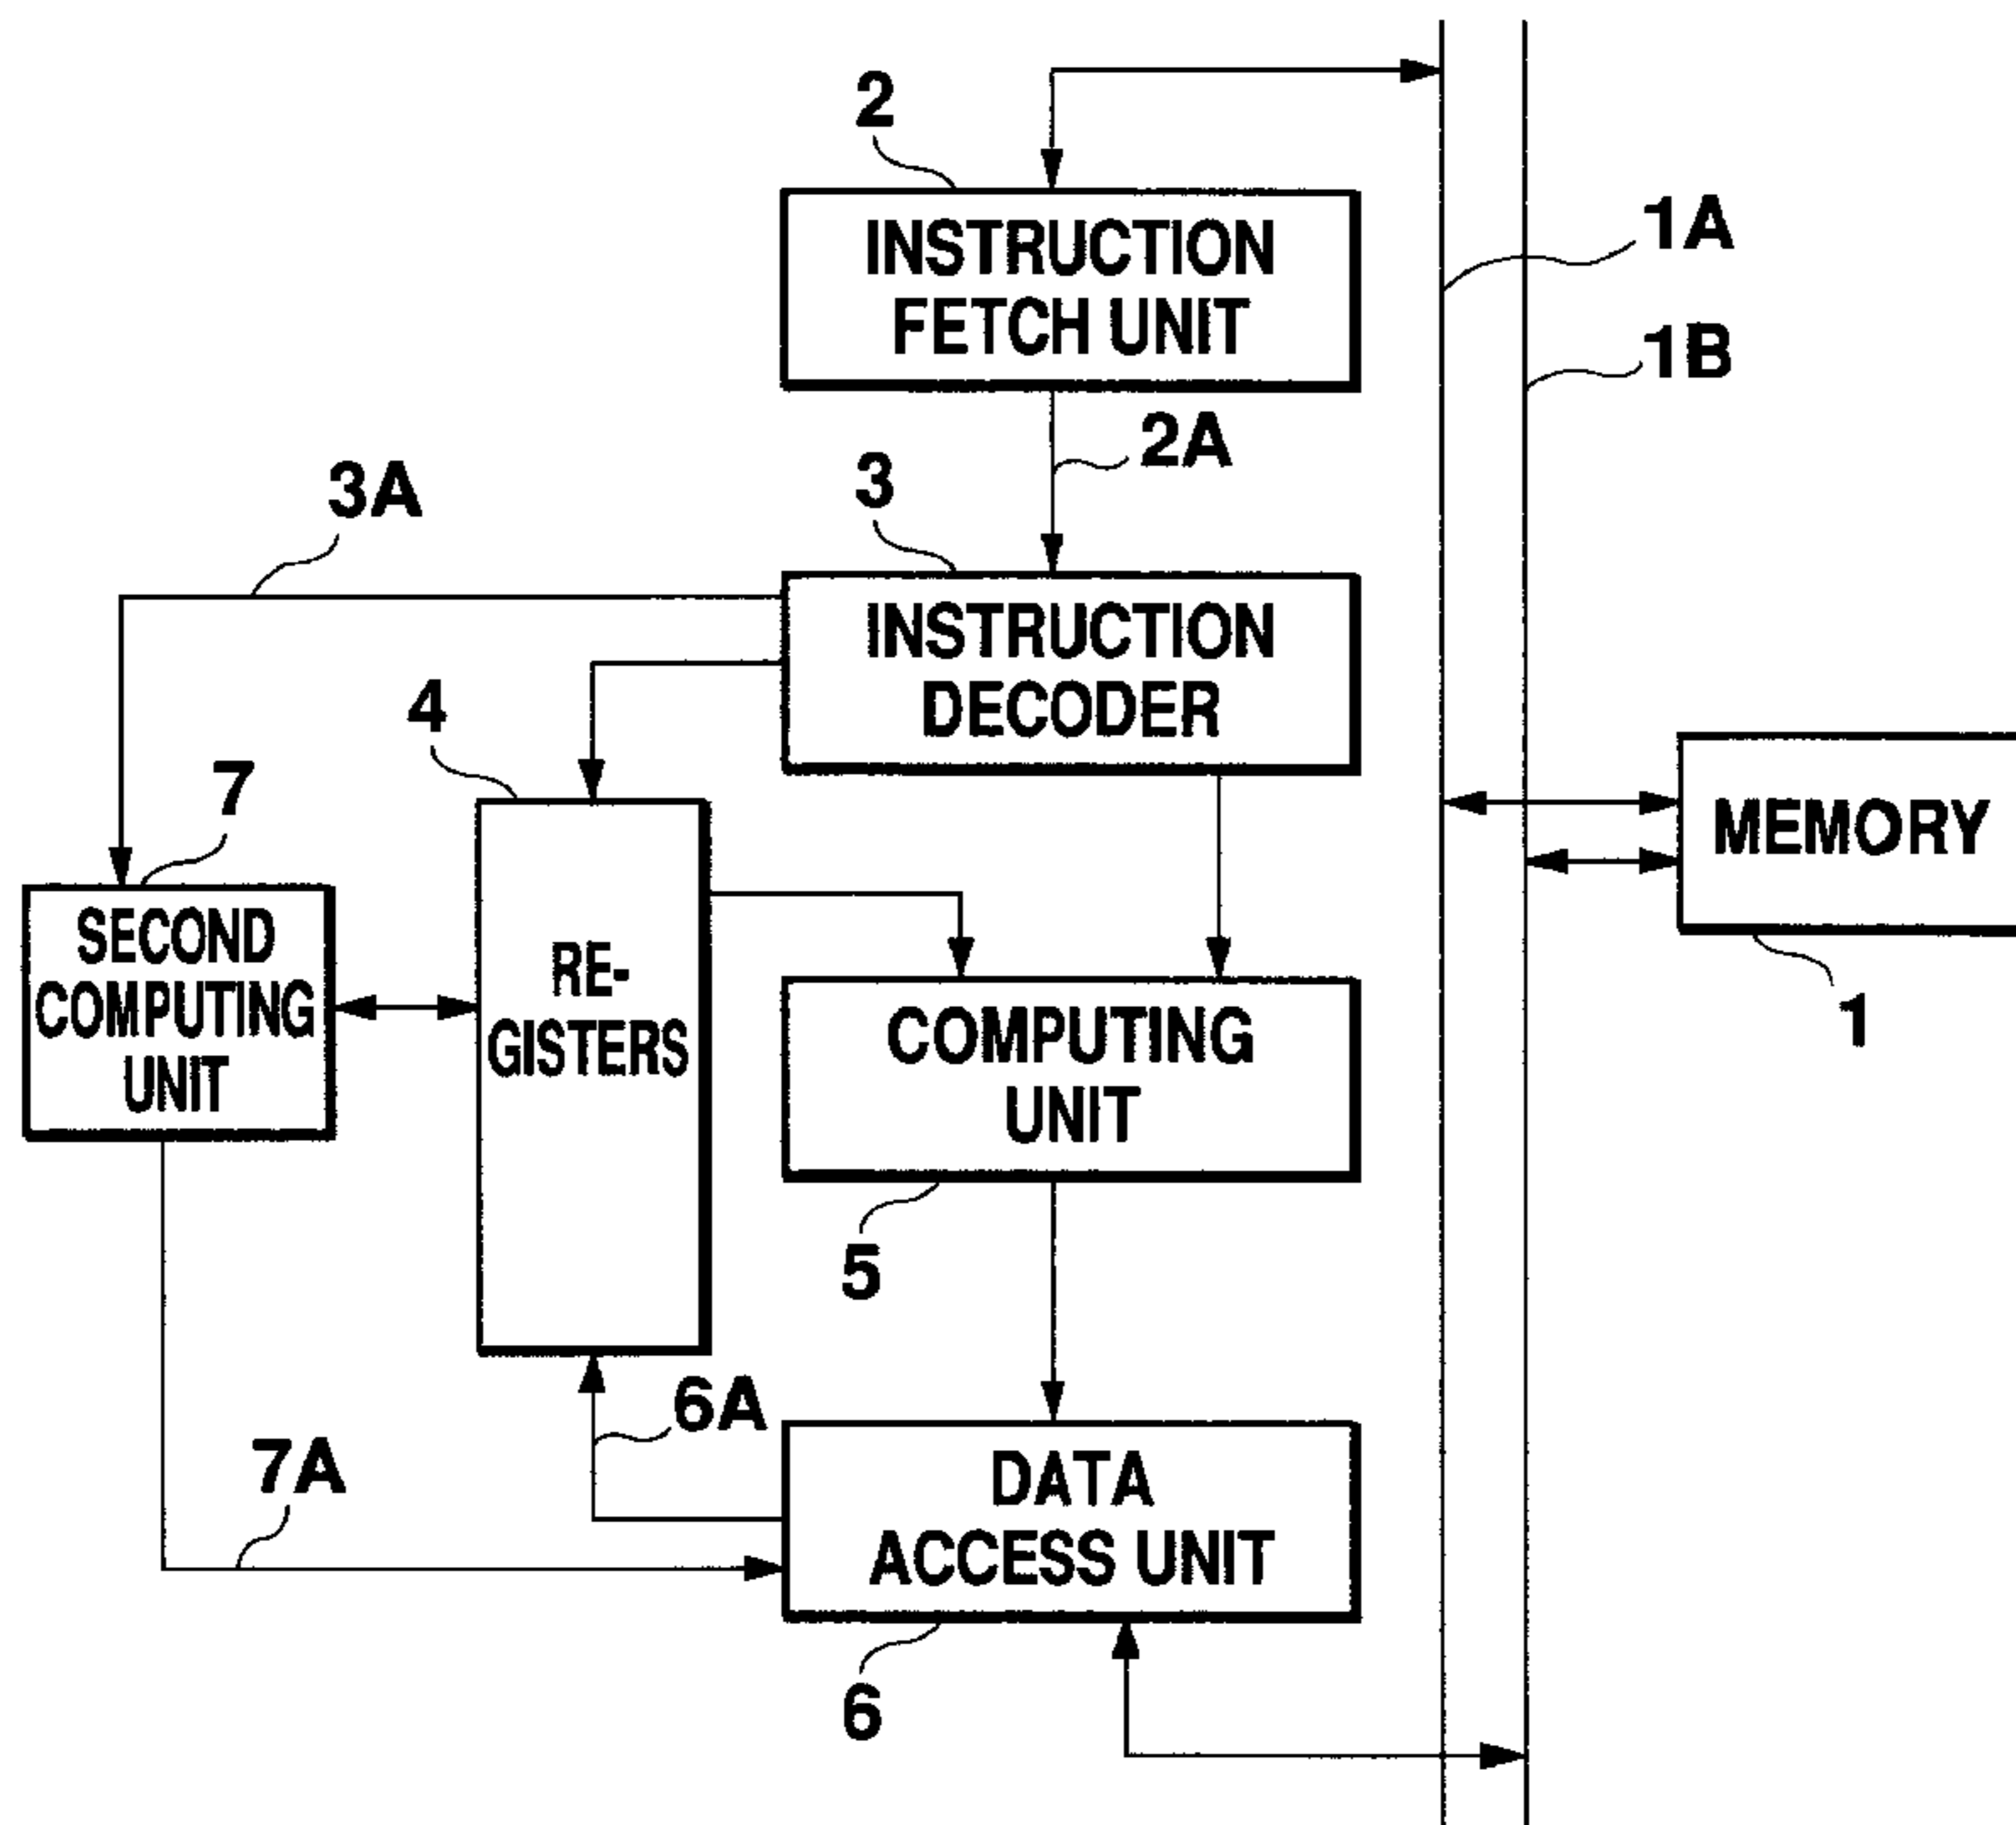 2
INSTRUCTION
FETCH UNIT
1A
1B
2A
3
3A
INSTRUCTION
DECODER
4
7
MEMORY
1
SECOND
COMPUTING
UNIT
RE-
GISTERS
COMPUTING
UNIT
5
6A
7A
DATA
ACCESS UNIT
6